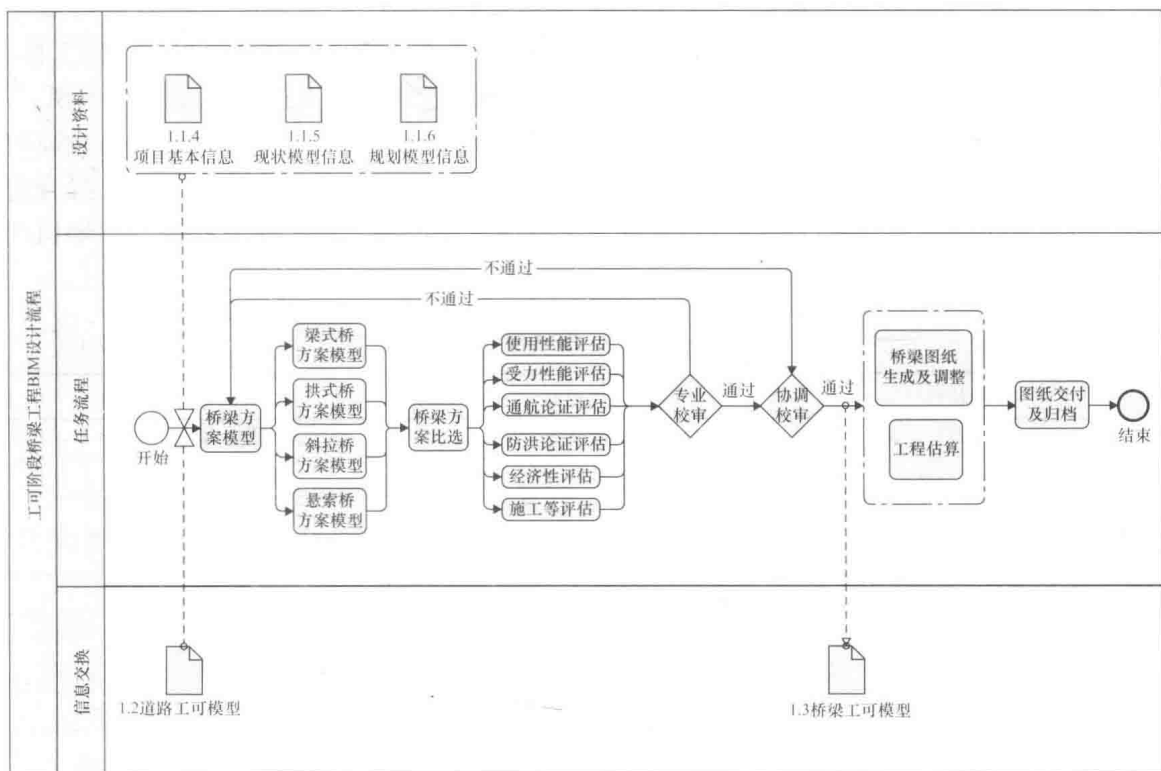 工可阶段桥梁工程BIM设计流程
设计资料
1.1.4
项目基本信息
1.1.5
现状模型信息
1.1.6
规划模型信息
任务流程
不通过
不通过
开始
桥梁方
案模型
梁式桥
方案模型
拱式桥
方案模型
斜拉桥
方案模型
悬索桥
方案模型
桥梁方
案比选
使用性能评估
受力性能评估
通航论证评估
防洪论证评估
经济性评估
施工等评估
专业
校审
通过
协调
校审
通过
桥梁图纸
生成及调整
工程估算
图纸交付
及归档
结束
信息交换
1.2道路工可模型
1.3桥梁工可模型